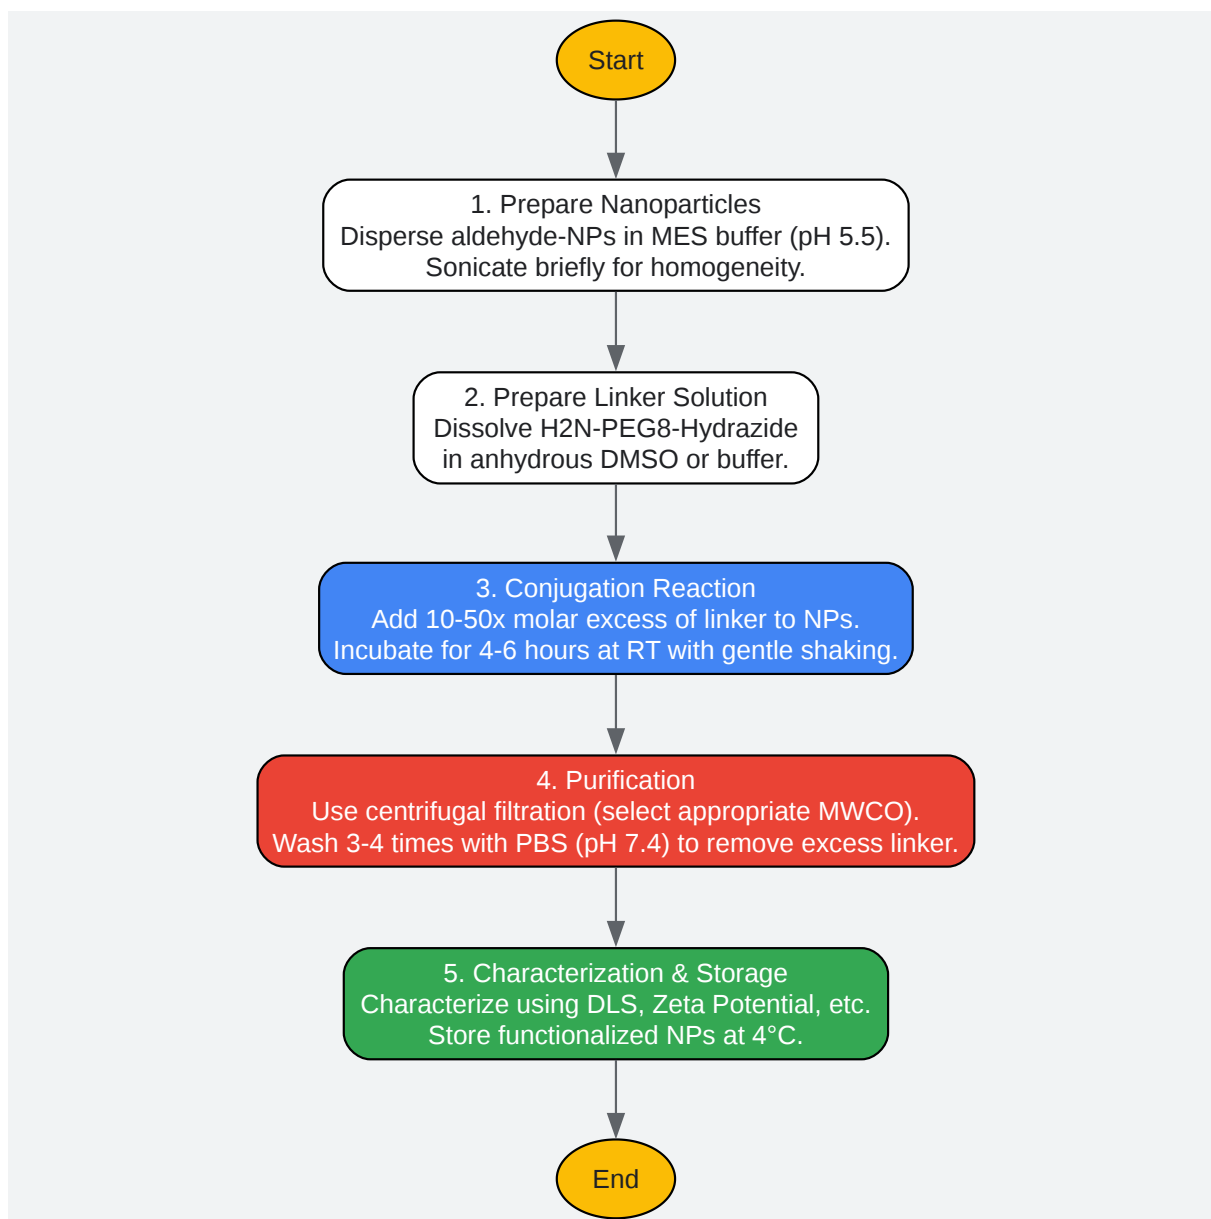 Start
1. Prepare Nanoparticles
Disperse aldehyde-NPs in MES buffer (pH 5.5).
Sonicate briefly for homogeneity.
2. Prepare Linker Solution
Dissolve H2N-PEG8-Hydrazide
in anhydrous DMSO or buffer.
3. Conjugation Reaction
Add 10-50x molar excess of linker to NPs.
Incubate for 4-6 hours at RT with gentle shaking.
4. Purification
Use centrifugal filtration (select appropriate MWCO).
Wash 3-4 times with PBS (pH 7.4) to remove excess linker.
5. Characterization & Storage
Characterize using DLS, Zeta Potential, etc.
Store functionalized NPs at 4°C.
End